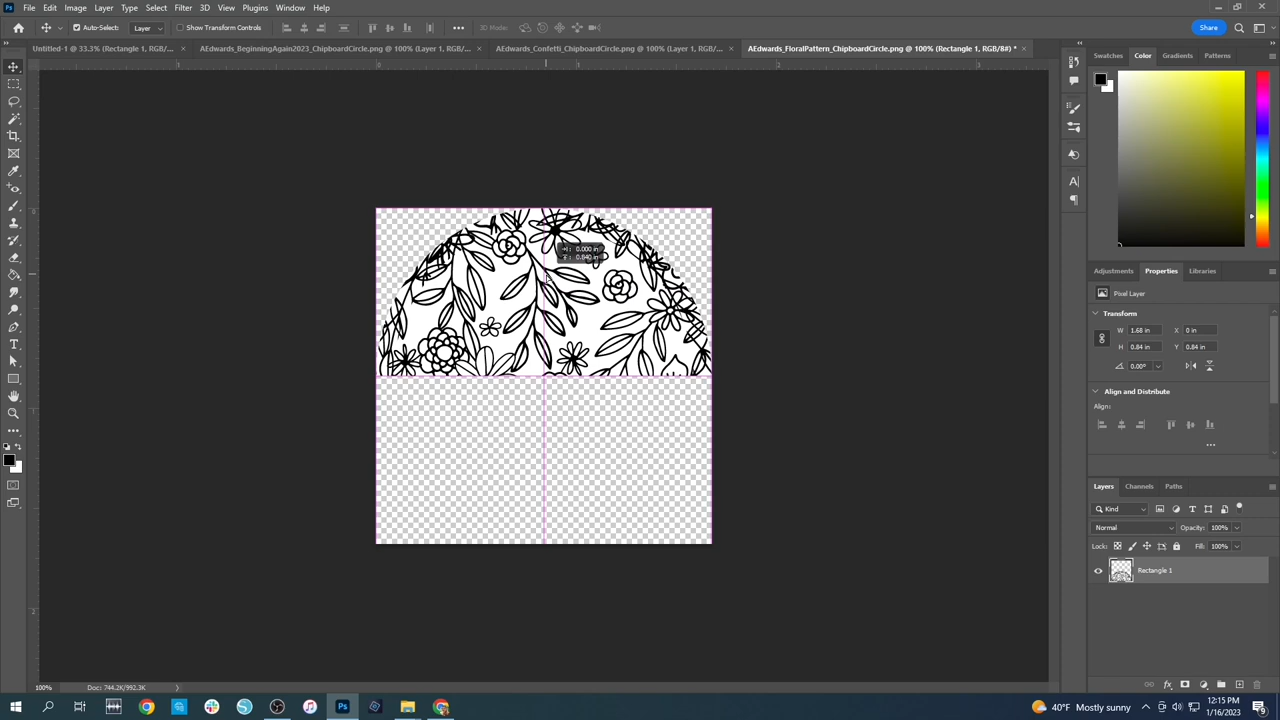 File Edit Image Layer Type Select Filter 3D View Plugins Window Help
Auto-Select: Layer Show Transform Controls 3D Mode: Share
Untitled-1 @ 33.3% (Rectangle 1, RGB/... × AEdwards_BeginningAgain2023_ChipboardCircle.png @ 100% (Layer 1, RGB/... × AEdwards_Confetti_ChipboardCircle.png @ 100% (Layer 1, RGB/... × AEdwards_FloralPattern_ChipboardCircle.png @ 100% (Rectangle 1, RGB/8#) * ×
Swatches Color Gradients Patterns
0.000 in
0.840 in
Adjustments Properties Libraries
Pixel Layer
Transform
W 1.68 in X 0 in
H 0.84 in Y 0.84 in
0.00°
Align and Distribute
Align:
Layers Channels Paths
Kind
Normal Opacity: 100%
Lock: Fill: 100%
Rectangle 1
100% Doc: 744.2K/992.3K
40°F Mostly sunny
12:15 PM
1/16/2023